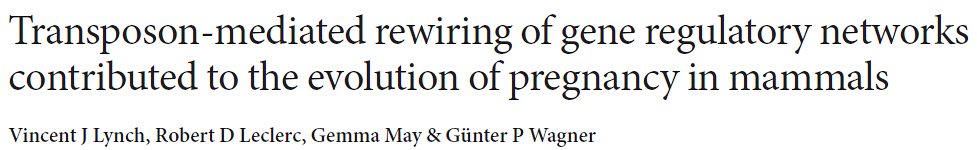 Transposon-mediated rewiring of gene regulatory networks
contributed to the evolution of pregnancy in mammals
Vincent J Lynch, Robert D Leclerc, Gemma May & Günter P Wagner